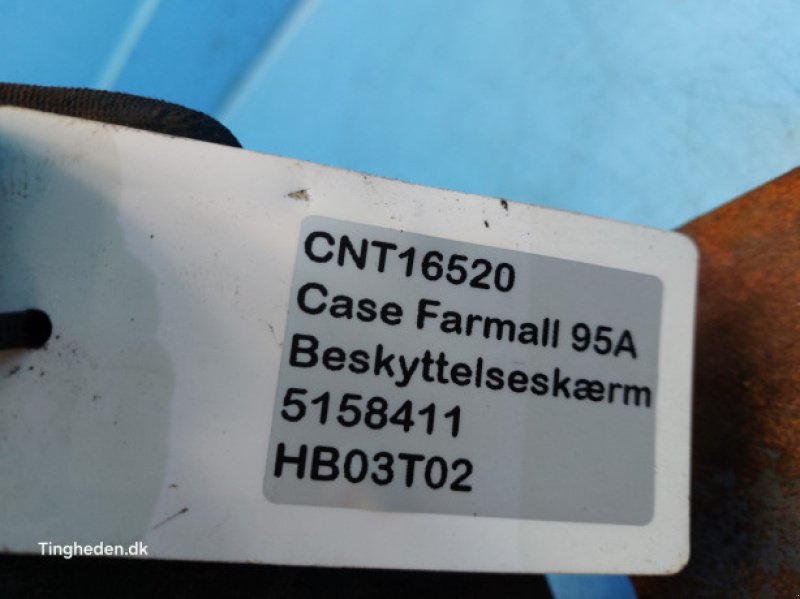 CNT16520
Case Farmall 95A
Beskyttelseskærm
5158411
HB03T02
Tingheden.dk